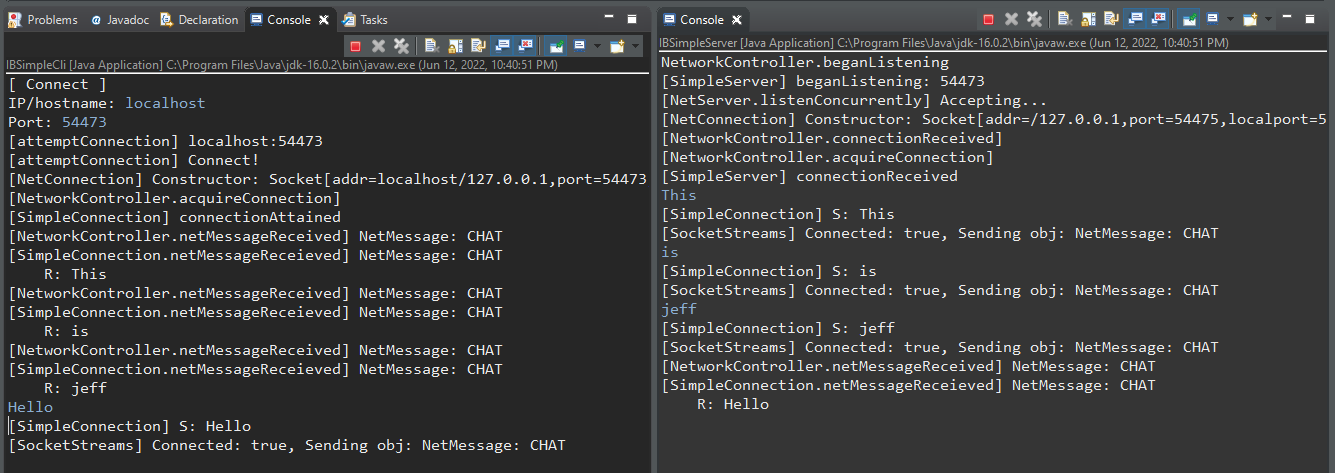 Problems Javadoc Declaration Console Tasks
IBSimpleCli [Java Application] C:\Program Files\Java\jdk-16.0.2\bin\javaw.exe (Jun 12, 2022, 10:40:51 PM)
[ Connect ]
IP/hostname: localhost
Port: 54473
[attemptConnection] localhost:54473
[attemptConnection] Connect!
[NetConnection] Constructor: Socket[addr=localhost/127.0.0.1,port=54473
[NetworkController.acquireConnection]
[SimpleConnection] connectionAttained
[NetworkController.netMessageReceived] NetMessage: CHAT
[SimpleConnection.netMessageReceieved] NetMessage: CHAT
R: This
[NetworkController.netMessageReceived] NetMessage: CHAT
[SimpleConnection.netMessageReceieved] NetMessage: CHAT
R: is
[NetworkController.netMessageReceived] NetMessage: CHAT
[SimpleConnection.netMessageReceieved] NetMessage: CHAT
R: jeff
Hello
[SimpleConnection] S: Hello
[SocketStreams] Connected: true, Sending obj: NetMessage: CHAT
Console
IBSimpleServer [Java Application] C:\Program Files\Java\jdk-16.0.2\bin\javaw.exe (Jun 12, 2022, 10:40:51 PM)
NetworkController.beganListening
[SimpleServer] beganListening: 54473
[NetServer.listenConcurrently] Accepting...
[NetConnection] Constructor: Socket[addr=/127.0.0.1,port=54475,localport=5
[NetworkController.connectionReceived]
[NetworkController.acquireConnection]
[SimpleServer] connectionReceived
This
[SimpleConnection] S: This
[SocketStreams] Connected: true, Sending obj: NetMessage: CHAT
is
[SimpleConnection] S: is
[SocketStreams] Connected: true, Sending obj: NetMessage: CHAT
jeff
[SimpleConnection] S: jeff
[SocketStreams] Connected: true, Sending obj: NetMessage: CHAT
[NetworkController.netMessageReceived] NetMessage: CHAT
[SimpleConnection.netMessageReceieved] NetMessage: CHAT
R: Hello